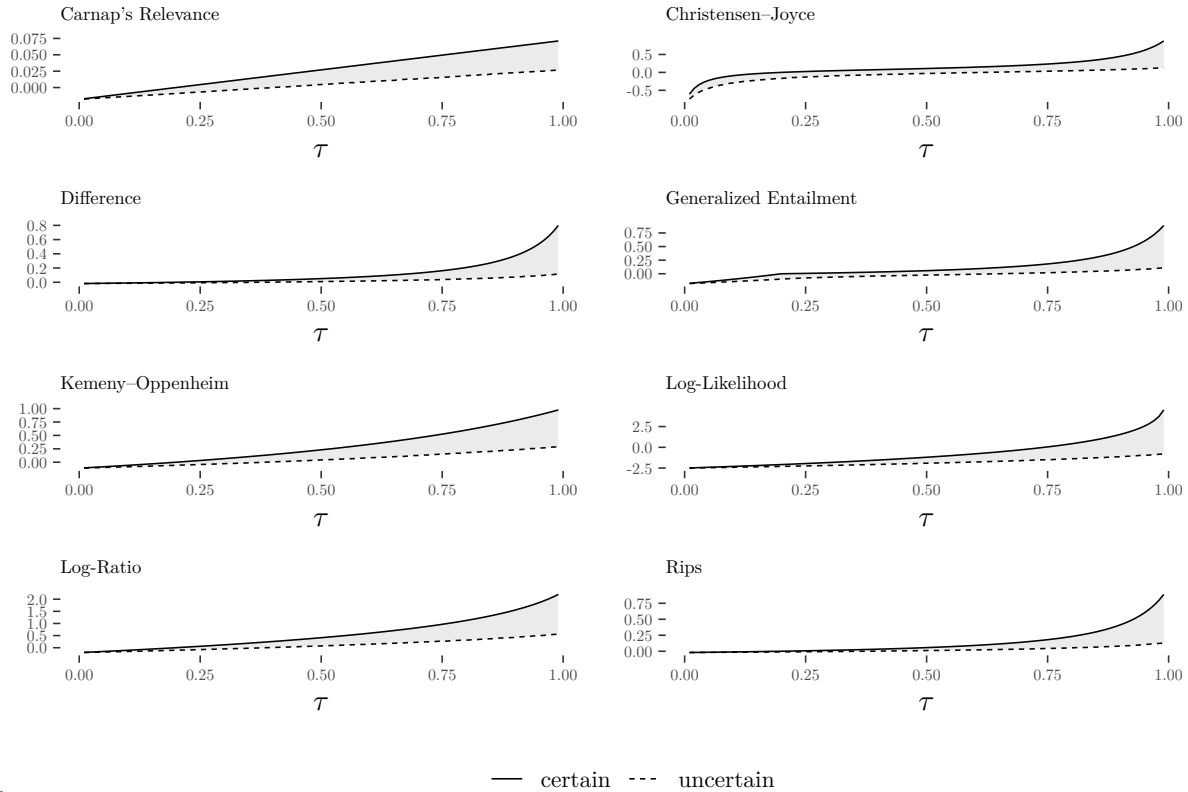 Carnap's Relevance
0.075
0.050
0.025
0.000
0.00 0.25 0.50 0.75 1.00
τ
Christensen–Joyce
0.5
0.0
-0.5
0.00 0.25 0.50 0.75 1.00
τ
Difference
0.8
0.6
0.4
0.2
0.0
0.00 0.25 0.50 0.75 1.00
τ
Generalized Entailment
0.75
0.50
0.25
0.00
0.00 0.25 0.50 0.75 1.00
τ
Kemeny–Oppenheim
1.00
0.75
0.50
0.25
0.00
0.00 0.25 0.50 0.75 1.00
τ
Log-Likelihood
2.5
0.0
-2.5
0.00 0.25 0.50 0.75 1.00
τ
Log-Ratio
2.0
1.5
1.0
0.5
0.0
0.00 0.25 0.50 0.75 1.00
τ
Rips
0.75
0.50
0.25
0.00
0.00 0.25 0.50 0.75 1.00
τ
certain uncertain